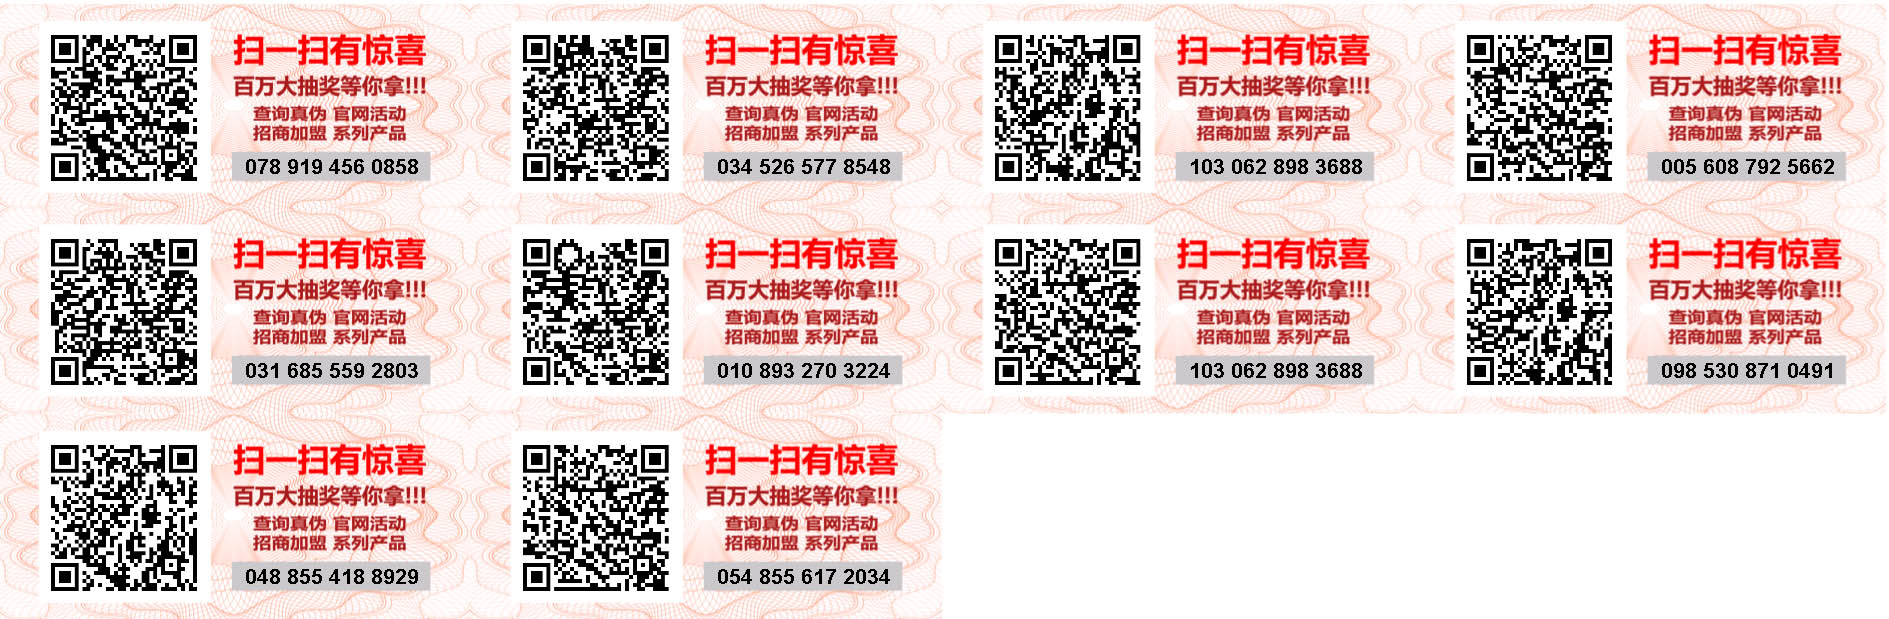 扫一扫有惊喜
百万大抽奖等你拿!!!
查询真伪 官网活动
招商加盟 系列产品
078 919 456 0858
扫一扫有惊喜
百万大抽奖等你拿!!!
查询真伪 官网活动
招商加盟 系列产品
034 526 577 8548
扫一扫有惊喜
百万大抽奖等你拿!!!
查询真伪 官网活动
招商加盟 系列产品
103 062 898 3688
扫一扫有惊喜
百万大抽奖等你拿!!!
查询真伪 官网活动
招商加盟 系列产品
005 608 792 5662
扫一扫有惊喜
百万大抽奖等你拿!!!
查询真伪 官网活动
招商加盟 系列产品
031 685 559 2803
扫一扫有惊喜
百万大抽奖等你拿!!!
查询真伪 官网活动
招商加盟 系列产品
010 893 270 3224
扫一扫有惊喜
百万大抽奖等你拿!!!
查询真伪 官网活动
招商加盟 系列产品
103 062 898 3688
扫一扫有惊喜
百万大抽奖等你拿!!!
查询真伪 官网活动
招商加盟 系列产品
098 530 871 0491
扫一扫有惊喜
百万大抽奖等你拿!!!
查询真伪 官网活动
招商加盟 系列产品
048 855 418 8929
扫一扫有惊喜
百万大抽奖等你拿!!!
查询真伪 官网活动
招商加盟 系列产品
054 855 617 2034